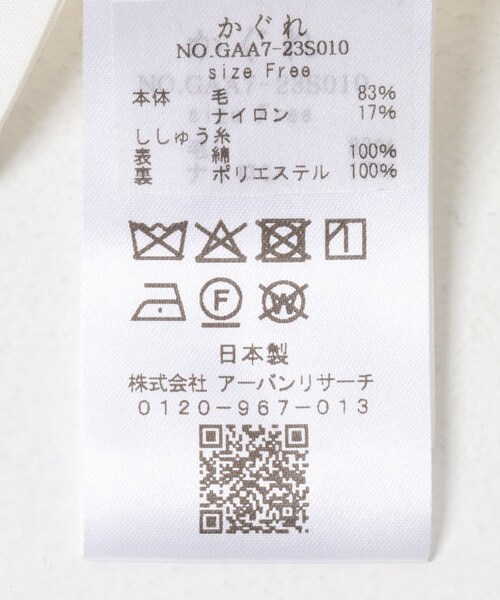 かぐれ
NO.GAA7-23S010
size Free
本体 毛 83%
ナイロン 17%
ししゅう糸
表 綿 100%
裏 ポリエステル 100%
F W
日本製
株式会社 アーバンリサーチ
0120-967-013